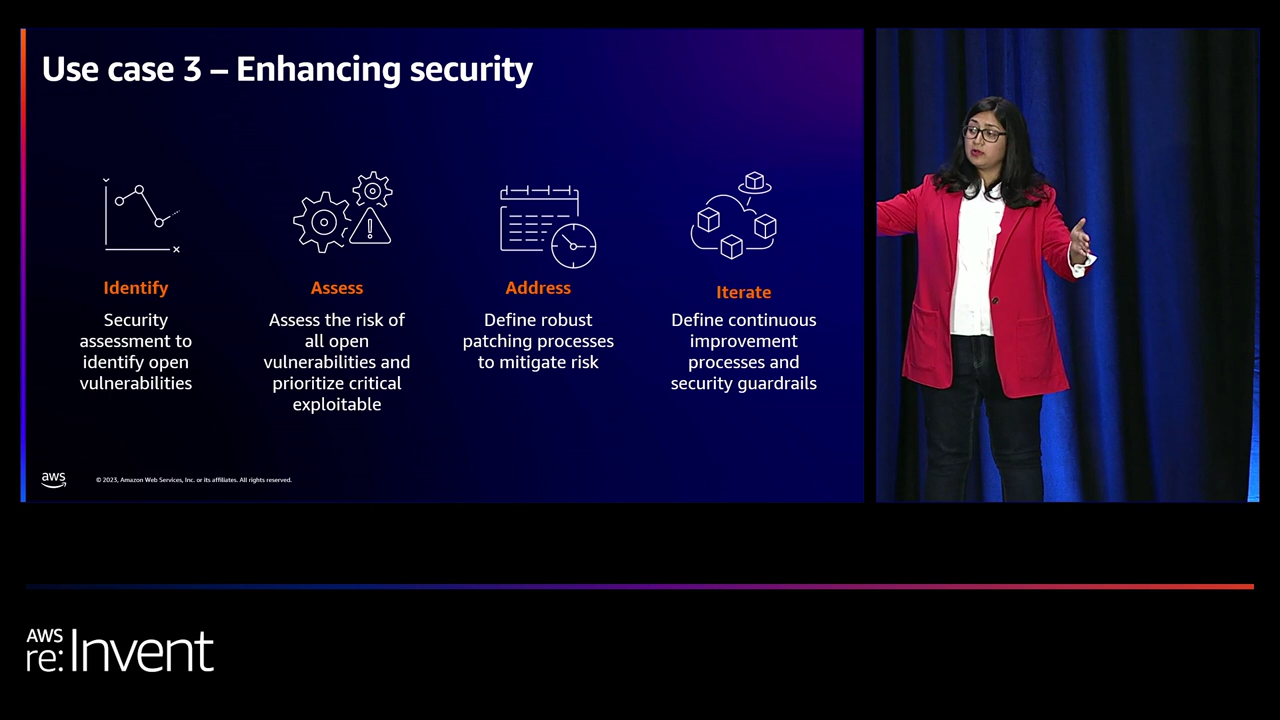 Use case 3 – Enhancing security
Identify
Security
assessment to
identify open
vulnerabilities
Assess
Assess the risk of
all open
vulnerabilities and
prioritize critical
exploitable
Address
Define robust
patching processes
to mitigate risk
Iterate
Define continuous
improvement
processes and
security guardrails
aws
© 2023, Amazon Web Services, Inc. or its affiliates. All rights reserved.
AWS
re:Invent